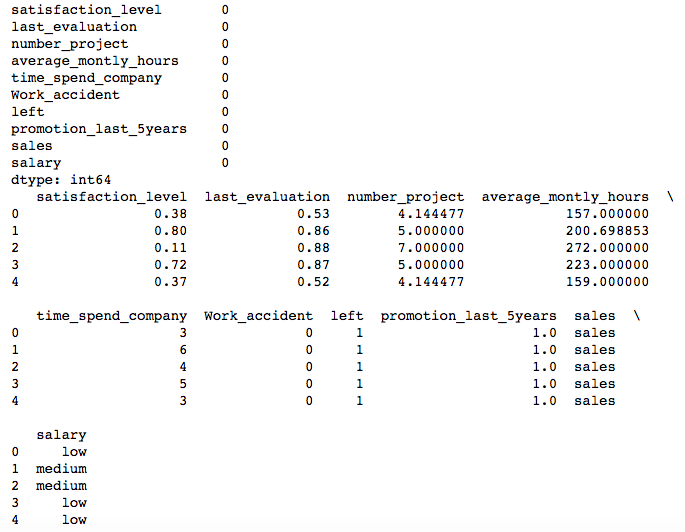 satisfaction_level 0
last_evaluation 0
number_project 0
average_montly_hours 0
time_spend_company 0
Work_accident 0
left 0
promotion_last_5years 0
sales 0
salary 0
dtype: int64
satisfaction_level last_evaluation number_project average_montly_hours \
0 0.38 0.53 4.144477 157.000000
1 0.80 0.86 5.000000 200.698853
2 0.11 0.88 7.000000 272.000000
3 0.72 0.87 5.000000 223.000000
4 0.37 0.52 4.144477 159.000000
time_spend_company Work_accident left promotion_last_5years sales \
0 3 0 1 1.0 sales
1 6 0 1 1.0 sales
2 4 0 1 1.0 sales
3 5 0 1 1.0 sales
4 3 0 1 1.0 sales
salary
0 low
1 medium
2 medium
3 low
4 low